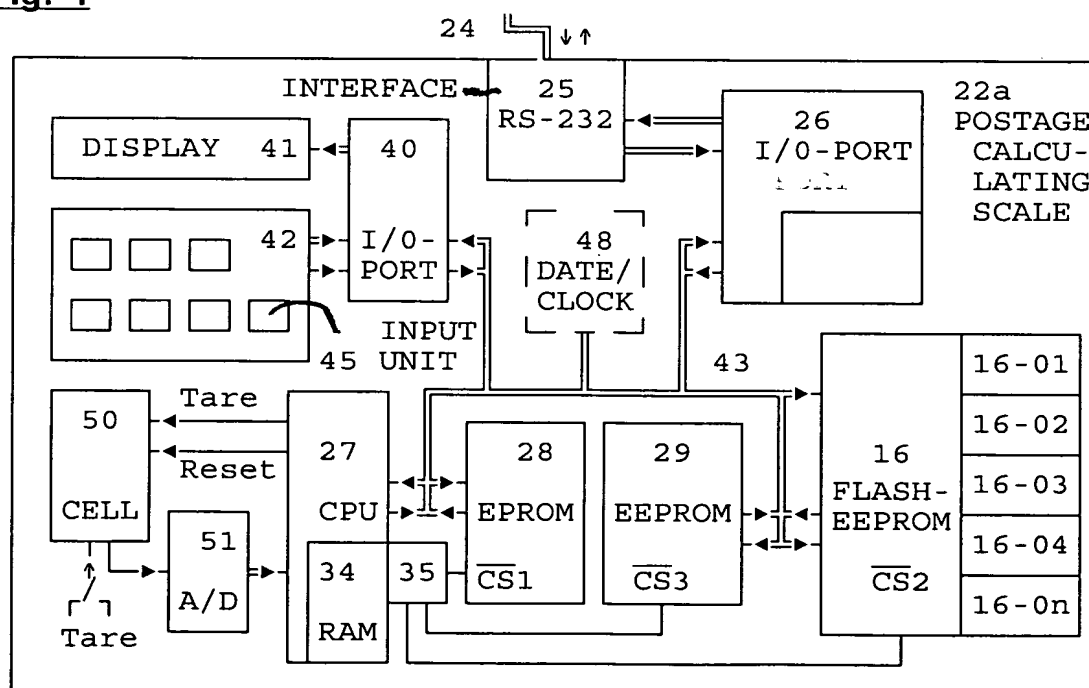 24
↓↑
INTERFACE
25
RS-232
26
I/0-PORT
22a
POSTAGE
CALCU-
LATING
SCALE
DISPLAY 41
40
I/0-
PORT
42
45
INPUT
UNIT
48
DATE/
CLOCK
43
50
CELL
Tare
Reset
27
CPU
28
EPROM
CS1
29
EEPROM
CS3
16
FLASH-
EEPROM
CS2
16-01
16-02
16-03
16-04
16-0n
51
A/D
34
RAM
35
Tare